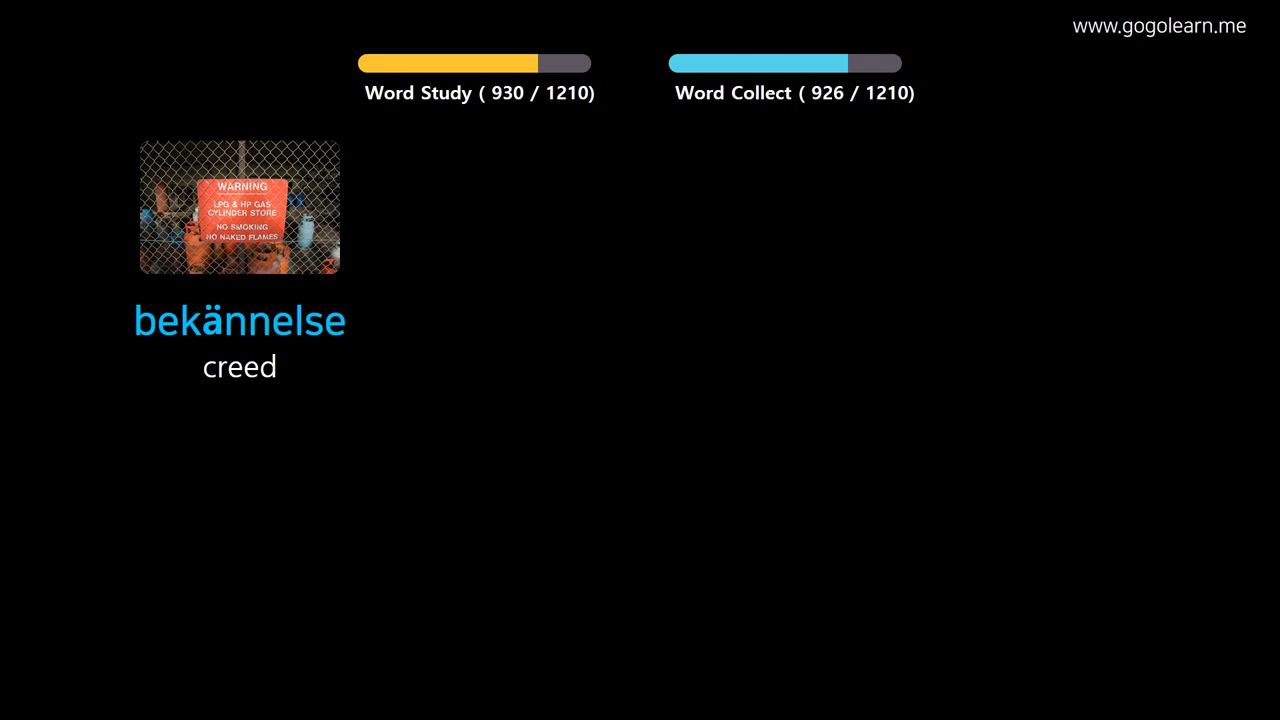 www.gogolearn.me
Word Study ( 930 / 1210)
Word Collect ( 926 / 1210)
WARNING
LPG & HP GAS
CYLINDER STORE
NO SMOKING
NO NAKED FLAMES
bekännelse
creed